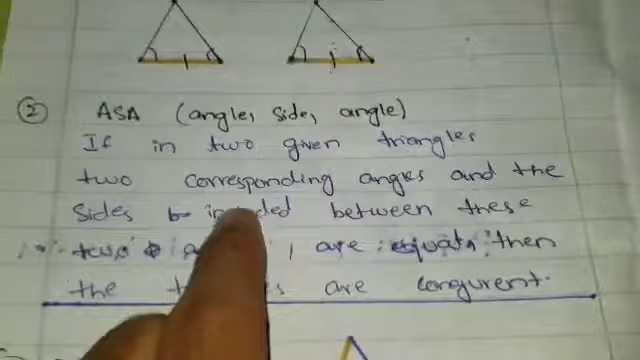 ② ASA (angle, side, angle)
If in two given triangles
two corresponding angles and the
sides included between these
two are equal, then
the are congurent.